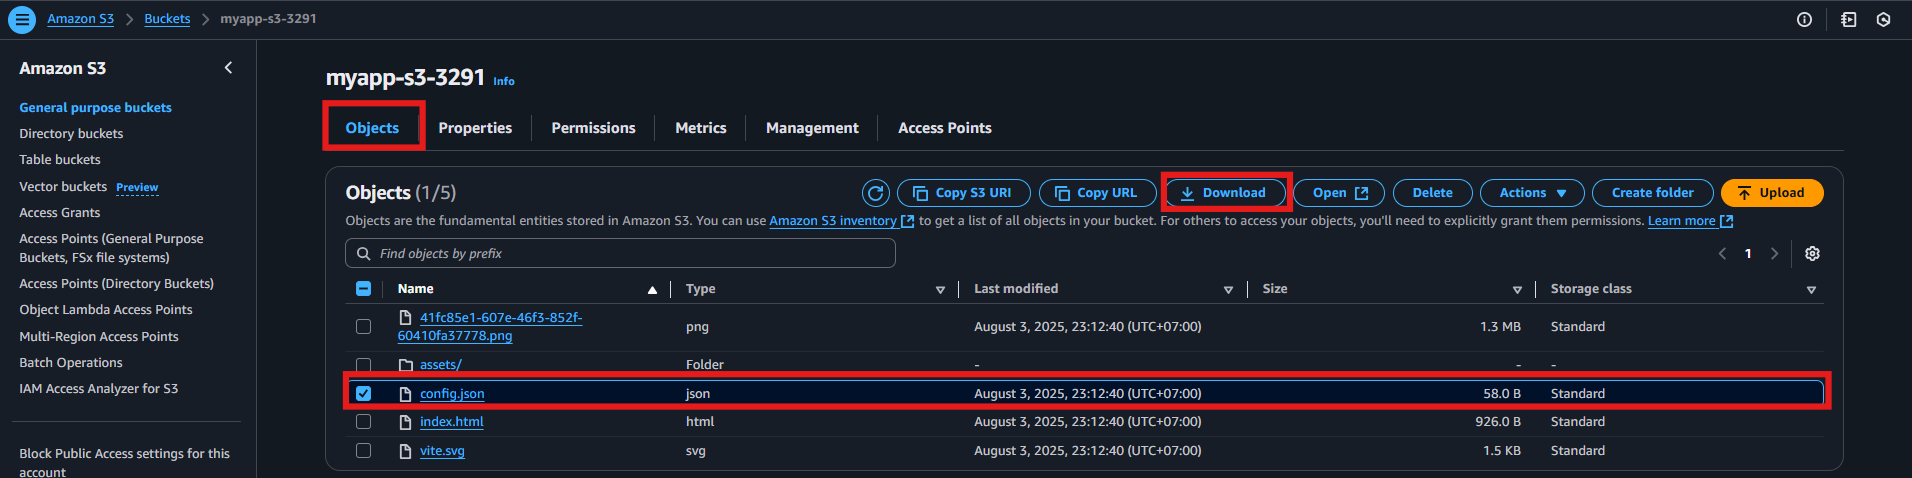 Amazon S3 > Buckets > myapp-s3-3291
Amazon S3
General purpose buckets
Directory buckets
Table buckets
Vector buckets Preview
Access Grants
Access Points (General Purpose
Buckets, FSx file systems)
Access Points (Directory Buckets)
Object Lambda Access Points
Multi-Region Access Points
Batch Operations
IAM Access Analyzer for S3
Block Public Access settings for this
account
myapp-s3-3291 Info
Objects Properties Permissions Metrics Management Access Points
Objects (1/5) Copy S3 URI Copy URL Download Open Delete Actions Create folder Upload
Objects are the fundamental entities stored in Amazon S3. You can use Amazon S3 inventory to get a list of all objects in your bucket. For others to access your objects, you'll need to explicitly grant them permissions. Learn more
Find objects by prefix 1
Name Type Last modified Size Storage class
41fc85e1-607e-46f3-852f-
60410fa37778.png png August 3, 2025, 23:12:40 (UTC+07:00) 1.3 MB Standard
assets/ Folder - - -
config.json json August 3, 2025, 23:12:40 (UTC+07:00) 58.0 B Standard
index.html html August 3, 2025, 23:12:40 (UTC+07:00) 926.0 B Standard
vite.svg svg August 3, 2025, 23:12:40 (UTC+07:00) 1.5 KB Standard